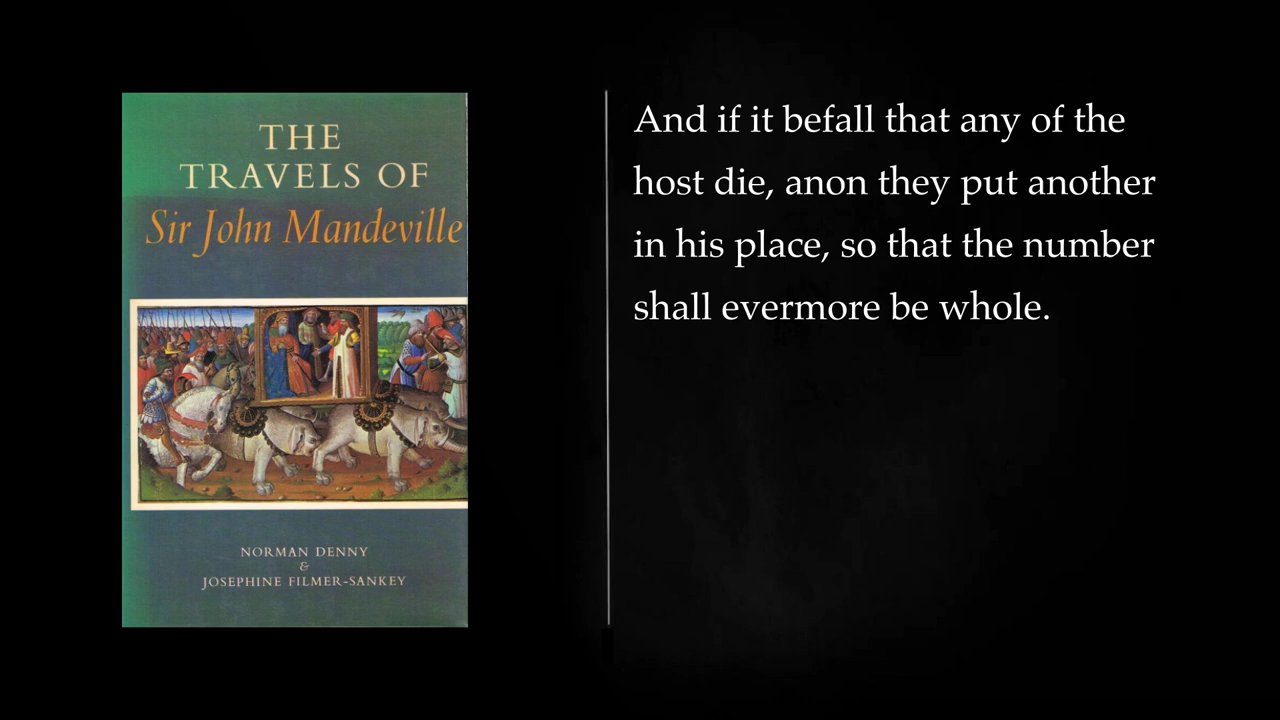 THE
TRAVELS OF
Sir John Mandeville
NORMAN DENNY
&
JOSEPHINE FILMER-SANKEY
And if it befall that any of the
host die, anon they put another
in his place, so that the number
shall evermore be whole.